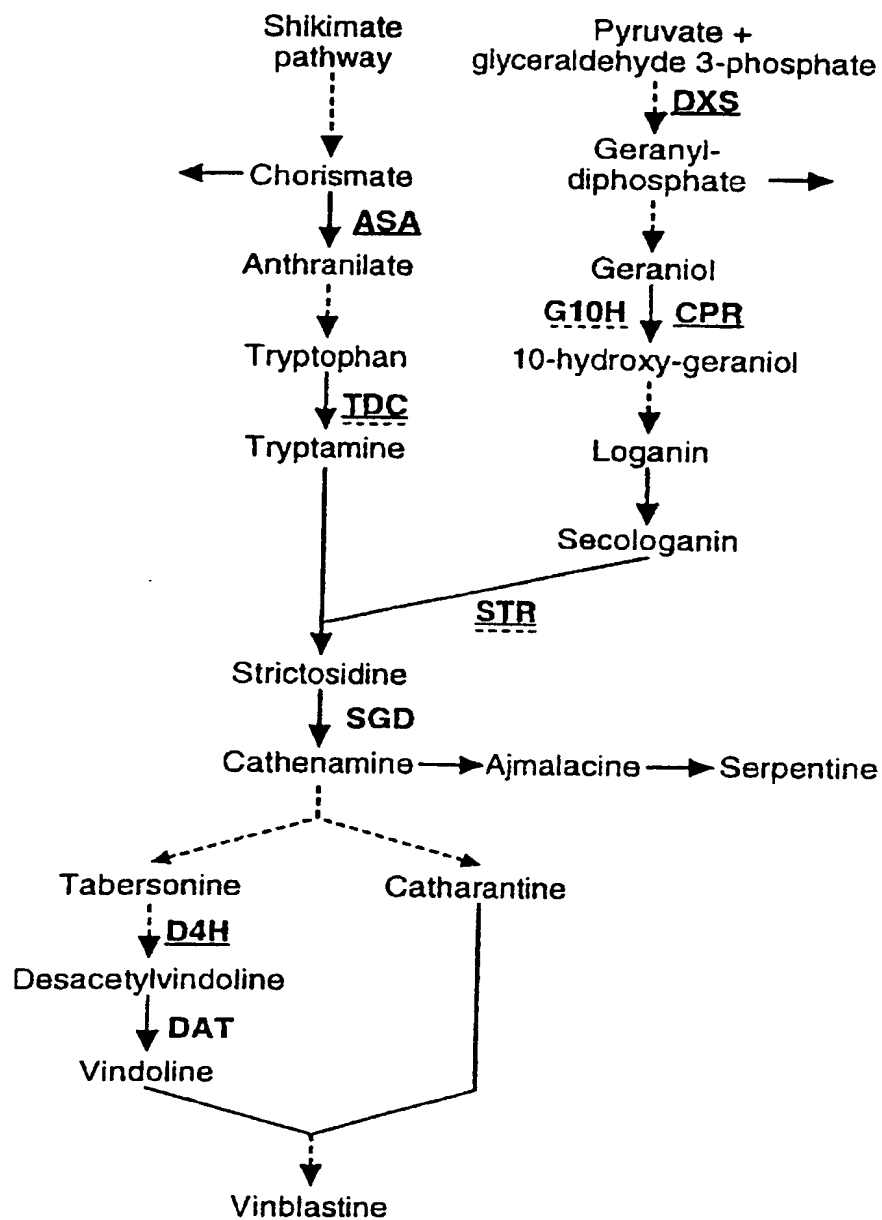 Shikimate
pathway
Pyruvate +
glyceraldehyde 3-phosphate
DXS
Chorismate
Geranyl-
diphosphate
ASA
Anthranilate
Geraniol
G10H
CPR
Tryptophan
10-hydroxy-geraniol
TDC
Tryptamine
Loganin
Secologanin
STR
Strictosidine
SGD
Cathenamine
Ajmalacine
Serpentine
Tabersonine
Catharantine
D4H
Desacetylvindoline
DAT
Vindoline
Vinblastine